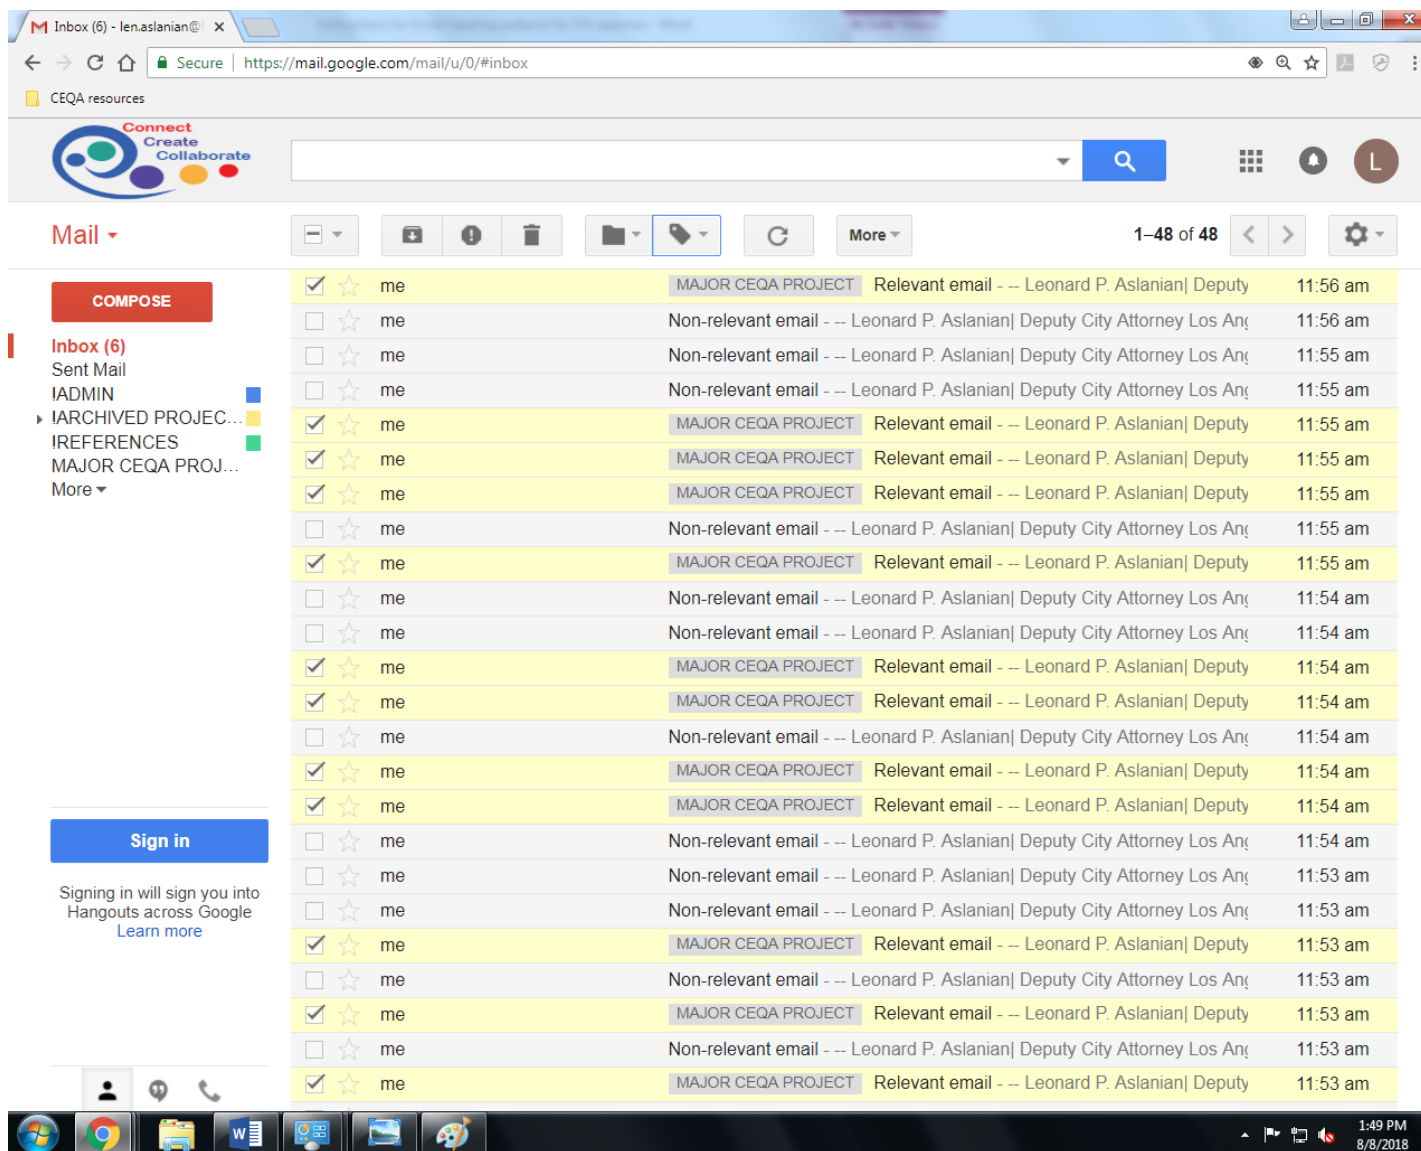 Inbox (6) - len.aslanian@
Secure https://mail.google.com/mail/u/0/#inbox
CEQA resources
Connect
Create
Collaborate
L
Mail
More
1–48 of 48
COMPOSE
Inbox (6)
Sent Mail
!ADMIN
!ARCHIVED PROJEC...
!REFERENCES
MAJOR CEQA PROJ...
More
me MAJOR CEQA PROJECT Relevant email - -- Leonard P. Aslanian| Deputy 11:56 am
me Non-relevant email - -- Leonard P. Aslanian| Deputy City Attorney Los Ang 11:56 am
me Non-relevant email - -- Leonard P. Aslanian| Deputy City Attorney Los Ang 11:55 am
me Non-relevant email - -- Leonard P. Aslanian| Deputy City Attorney Los Ang 11:55 am
me MAJOR CEQA PROJECT Relevant email - -- Leonard P. Aslanian| Deputy 11:55 am
me MAJOR CEQA PROJECT Relevant email - -- Leonard P. Aslanian| Deputy 11:55 am
me MAJOR CEQA PROJECT Relevant email - -- Leonard P. Aslanian| Deputy 11:55 am
me Non-relevant email - -- Leonard P. Aslanian| Deputy City Attorney Los Ang 11:55 am
me MAJOR CEQA PROJECT Relevant email - -- Leonard P. Aslanian| Deputy 11:55 am
me Non-relevant email - -- Leonard P. Aslanian| Deputy City Attorney Los Ang 11:54 am
me Non-relevant email - -- Leonard P. Aslanian| Deputy City Attorney Los Ang 11:54 am
me MAJOR CEQA PROJECT Relevant email - -- Leonard P. Aslanian| Deputy 11:54 am
me MAJOR CEQA PROJECT Relevant email - -- Leonard P. Aslanian| Deputy 11:54 am
me Non-relevant email - -- Leonard P. Aslanian| Deputy City Attorney Los Ang 11:54 am
me MAJOR CEQA PROJECT Relevant email - -- Leonard P. Aslanian| Deputy 11:54 am
me MAJOR CEQA PROJECT Relevant email - -- Leonard P. Aslanian| Deputy 11:54 am
me Non-relevant email - -- Leonard P. Aslanian| Deputy City Attorney Los Ang 11:54 am
me Non-relevant email - -- Leonard P. Aslanian| Deputy City Attorney Los Ang 11:53 am
me Non-relevant email - -- Leonard P. Aslanian| Deputy City Attorney Los Ang 11:53 am
me MAJOR CEQA PROJECT Relevant email - -- Leonard P. Aslanian| Deputy 11:53 am
me Non-relevant email - -- Leonard P. Aslanian| Deputy City Attorney Los Ang 11:53 am
me MAJOR CEQA PROJECT Relevant email - -- Leonard P. Aslanian| Deputy 11:53 am
me Non-relevant email - -- Leonard P. Aslanian| Deputy City Attorney Los Ang 11:53 am
me MAJOR CEQA PROJECT Relevant email - -- Leonard P. Aslanian| Deputy 11:53 am
Sign in
Signing in will sign you into
Hangouts across Google
Learn more
1:49 PM
8/8/2018